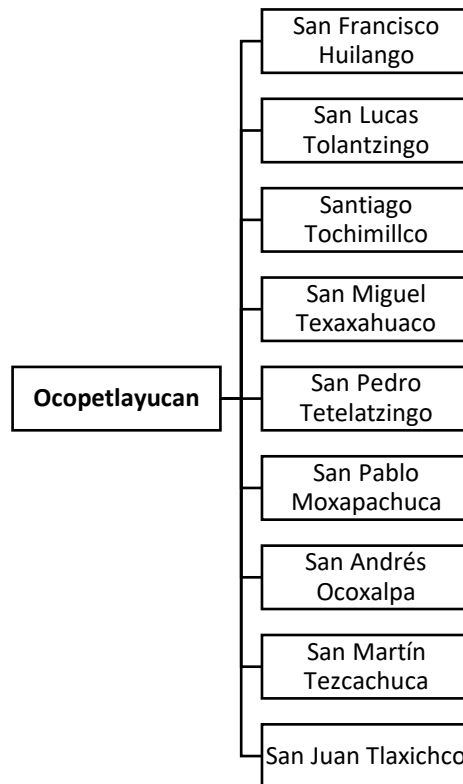 San Francisco
Huilango
San Lucas
Tolantzingo
Santiago
Tochimillco
San Miguel
Texaxahuaco
Ocopetlayucan
San Pedro
Tetelatzingo
San Pablo
Moxapachuca
San Andrés
Ocoxalpa
San Martín
Tezcachuca
San Juan Tlaxichco